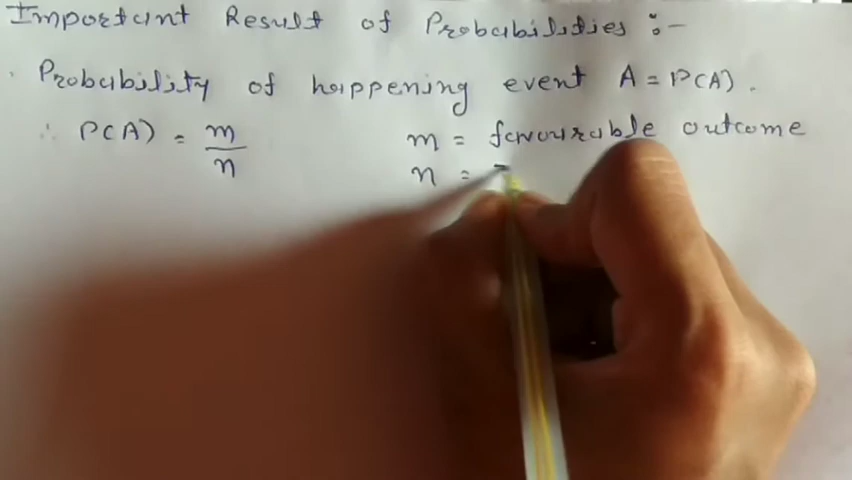 Important Result of Probabilities :-
Probability of happening event A = P(A).
∴ P(A) = m/n
m = favourable outcome
n =